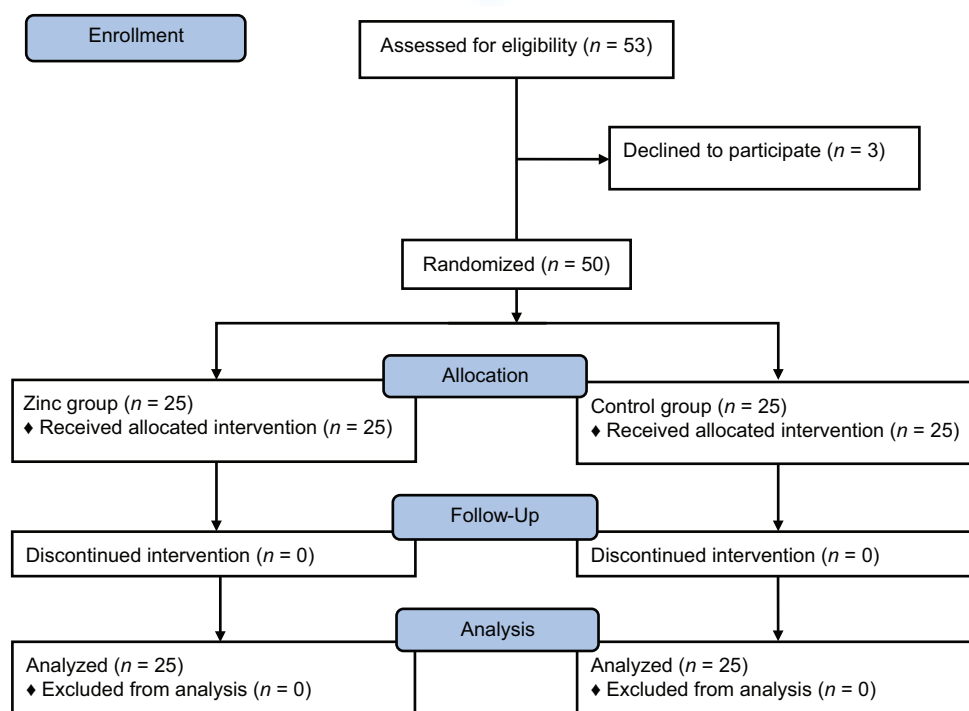 Enrollment
Assessed for eligibility (n = 53)
Declined to participate (n = 3)
Randomized (n = 50)
Allocation
Zinc group (n = 25)
♦ Received allocated intervention (n = 25)
Control group (n = 25)
♦ Received allocated intervention (n = 25)
Follow-Up
Discontinued intervention (n = 0)
Discontinued intervention (n = 0)
Analysis
Analyzed (n = 25)
♦ Excluded from analysis (n = 0)
Analyzed (n = 25)
♦ Excluded from analysis (n = 0)